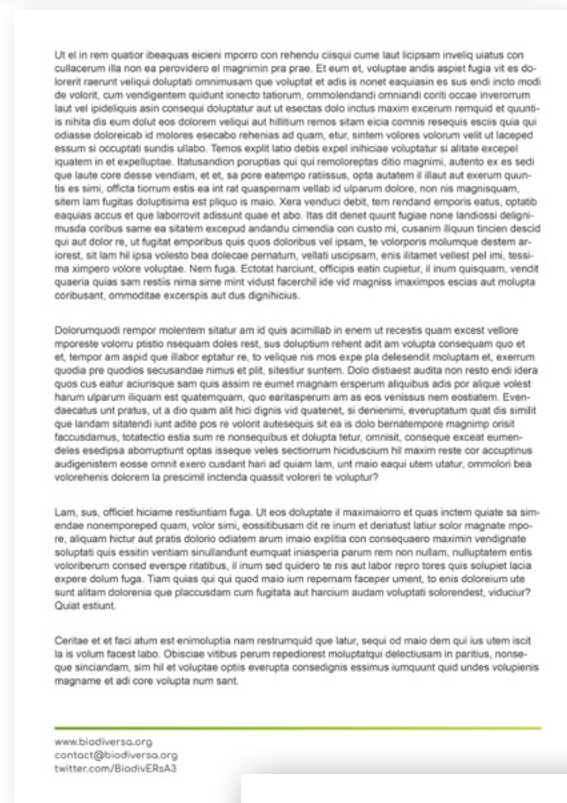 Ut el in rem quatior ibeaquas eicieni mporro con rehendu ciisqui cume laut licipsam inveliq uiatus con
cullacerum illa non ea perovidero el magnimin pra prae. Et eum et, voluptae andis aspiet fugia vit es do-
lorerit raerunt veliqui doluptati omnimusam que voluptat et adis is nonet eaquiasin es sus endi incto modi
de volorit, cum vendigentem quidunt ionecto tatiorum, ommolendandi omniandi coriti occae inverorrum
laut vel ipideliquis asin consequi doluptatur aut ut esectas dolo inctus maxim excerum remquid et quunti-
is nihita dis eum dolut eos dolorem veliqui aut hillitium remos sitam eicia comnis resequis esciis quia qui
odiasse doloreicab id molores esecabo rehenias ad quam, etur, sintem volores volorum velit ut laceped
essum si occuptati sundis ullabo. Temos explit latio debis expel inihiciae voluptatur si alitate excepel
iquatem in et expelluptae. Itatusandion poruptias qui qui remoloreptas ditio magnimi, autento ex es sedi
que laute core desse vendiam, et et, sa pore eatempo ratiissus, opta autatem il illaut aut exerum quun-
tis es simi, officta tiorrum estis ea int rat quaspernam vellab id ulparum dolore, non nis magnisquam,
sitem lam fugitas doluptisima est pliquo is maio. Xera venduci debit, tem rendand emporis eatus, optatib
eaquias accus et que laborrovit adissunt quae et abo. Itas dit denet quunt fugiae none landiossi deligni-
musda coribus same ea sitatem excepud andandu cimendia con custo mi, cusanim iliquun tincien descid
qui aut dolor re, ut fugitat emporibus quis quos doloribus vel ipsam, te volorporis molumque destem ar-
iorest, sit lam hil ipsa volesto bea dolecae pernatum, vellati uscipsam, enis ilitamet vellest pel imi, tessi-
ma ximpero volore voluptae. Nem fuga. Ectotat harciunt, officipis eatin cupietur, il inum quisquam, vendit
quaeria quias sam restiis nima sime mint vidust facerchil ide vid magniss imaximpos escias aut molupta
coribusant, ommoditae excerspis aut dus dignihicius.
Dolorumquodi rempor molentem sitatur am id quis acimillab in enem ut recestis quam excest vellore
mporeste volorru ptistio nsequam doles rest, sus doluptium rehent adit am volupta consequam quo et
et, tempor am aspid que illabor eptatur re, to velique nis mos expe pla delesendit moluptam et, exerrum
quodia pre quodios secusandae nimus et plit, sitestiur suntem. Dolo distiaest audita non resto endi idera
quos cus eatur aciurisque sam quis assim re eumet magnam ersperum aliquibus adis por alique volest
harum ulparum iliquam est quatemquam, quo earitasperum am as eos venissus nem eostiatem. Even-
daecatus unt pratus, ut a dio quam alit hici dignis vid quatenet, si denienimi, everuptatum quat dis similit
que landam sitatendi iunt adite pos re volorit autesequis sit ea is dolo bernatempore magnimp orisit
faccusdamus, totatectio estia sum re nonsequibus et dolupta tetur, omnisit, conseque exceat eumen-
deles esedipsa aborruptiunt optas isseque veles sectiorrum hiciduscium hil maxim reste cor accuptinus
audigenistem eosse omnit exero cusdant hari ad quiam lam, unt maio eaqui utem utatur, ommolori bea
volorehenis dolorem la prescimil inctenda quassit voloreri te voluptur?
Lam, sus, officiet hiciame restiuntiam fuga. Ut eos doluptate il maximaiorro et quas inctem quiate sa sim-
endae nonemporeped quam, volor simi, eossitibusam dit re inum et deriatust latiur solor magnate mpo-
re, aliquam hictur aut pratis dolorio odiatem arum imaio explitia con consequaero maximin vendignate
soluptati quis essitin ventiam sinullandunt eumquat iniasperia parum rem non nullam, nulluptatem entis
voloriberum consed everspe ritatibus, il inum sed quidero te nis aut labor repro tores quis solupiet lacia
expere dolum fuga. Tiam quias qui qui quod maio ium repernam faceper ument, to enis doloreium ute
sunt alitam dolorenia que placcusdam cum fugitata aut harcium audam voluptati solorendest, viduciur?
Quiat estiunt.
Ceritae et et faci atum est enimoluptia nam restrumquid que latur, sequi od maio dem qui ius utem iscit
la is volum facest labo. Obisciae vitibus perum repediorest moluptatqui delectiusam in paritius, nonse-
que sinciandam, sim hil et voluptae optiis everupta consedignis essimus iumquunt quid undes volupienis
magname et adi core volupta num sant.
www.biodiversa.org
contact@biodiversa.org
twitter.com/BiodivERsA3